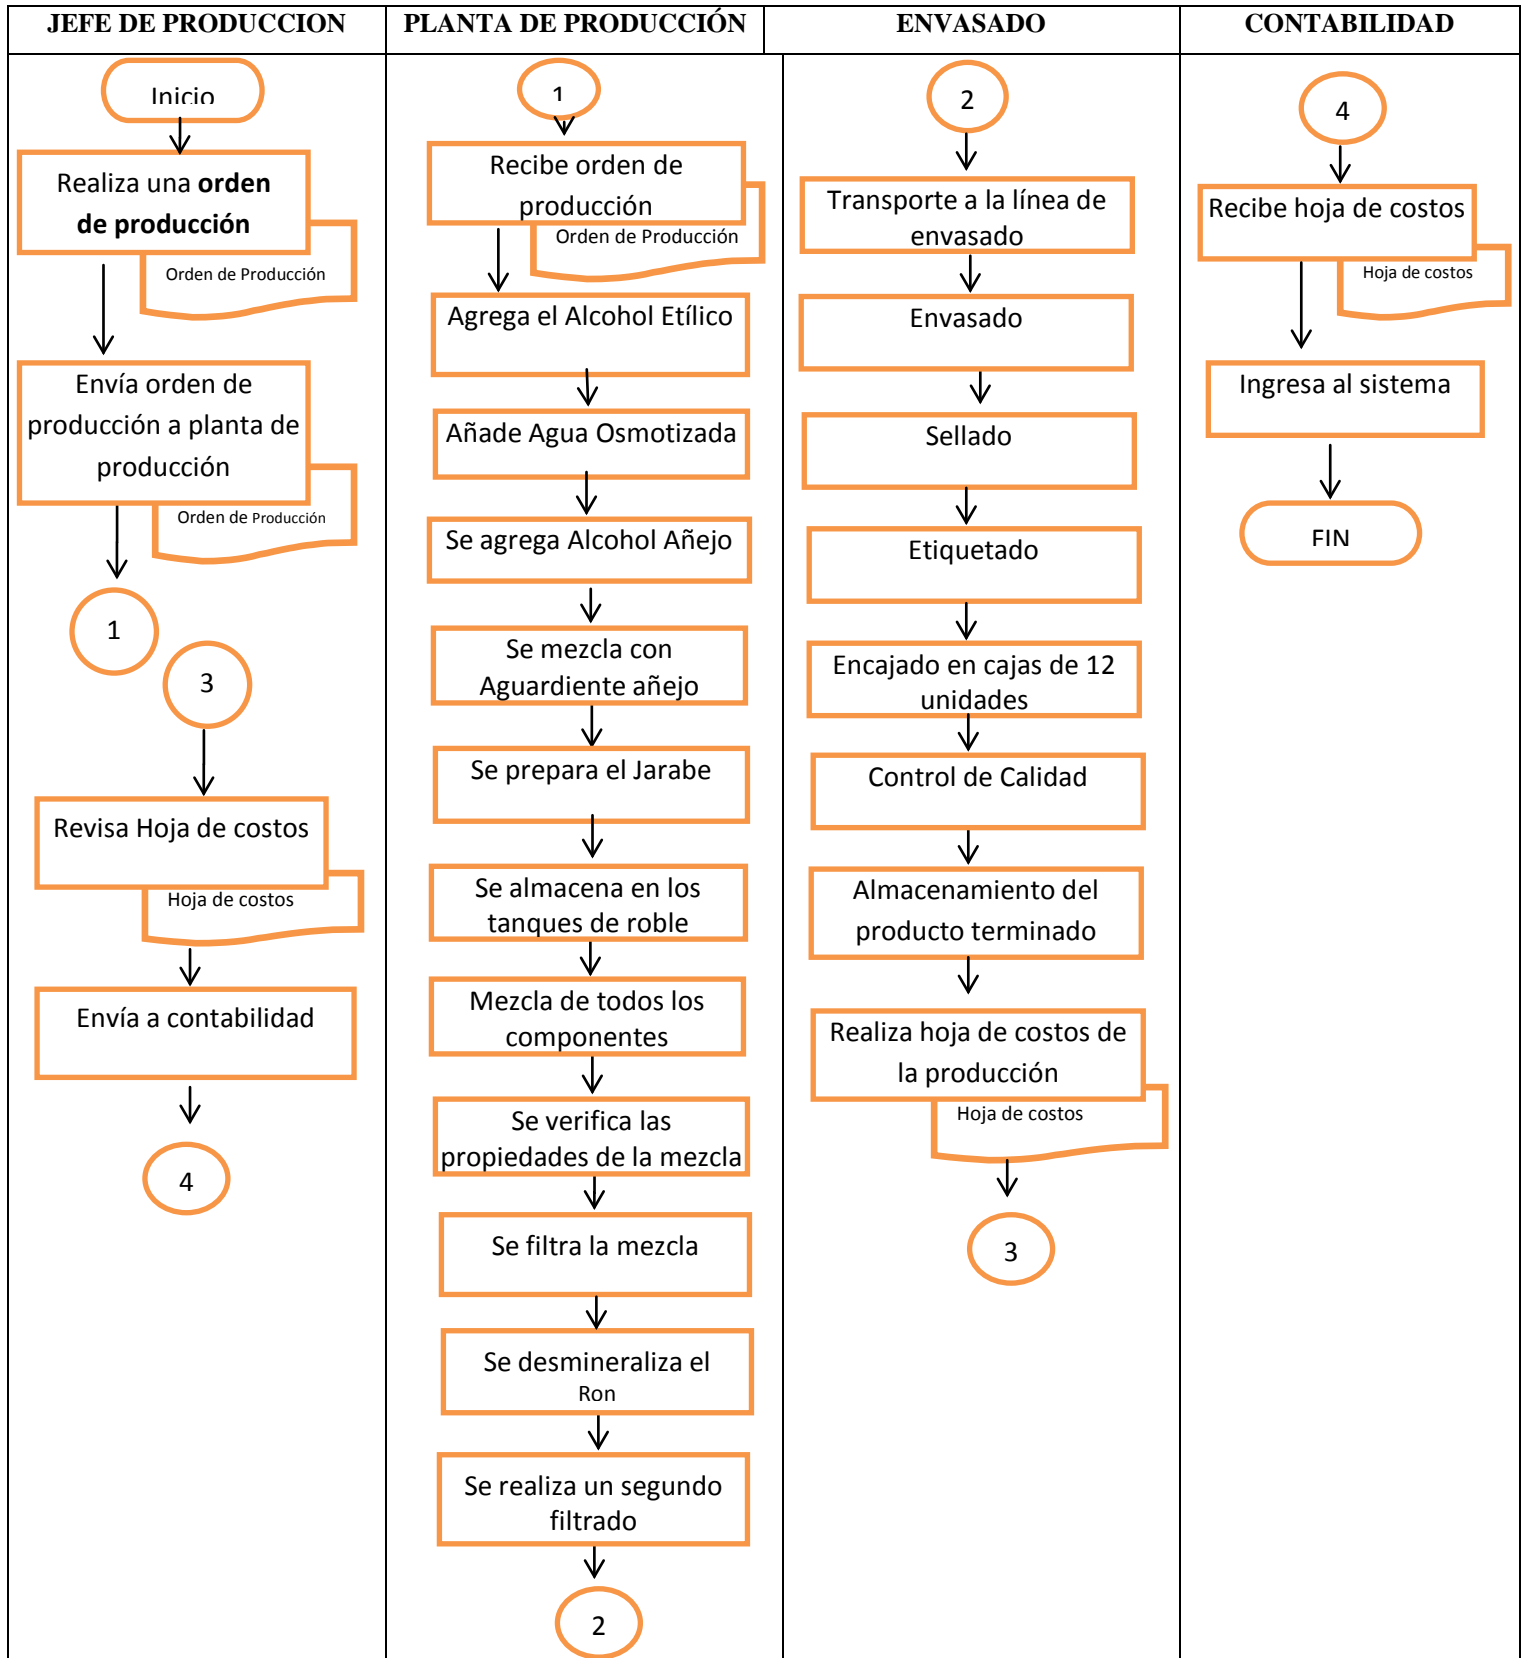 JEFE DE PRODUCCION
PLANTA DE PRODUCCIÓN
ENVASADO
CONTABILIDAD
Inicio
Realiza una orden
de producción
Orden de Producción
Envía orden de
producción a planta de
producción
Orden de Producción
1
3
Revisa Hoja de costos
Hoja de costos
Envía a contabilidad
4
1
Recibe orden de
producción
Orden de Producción
Agrega el Alcohol Etílico
Añade Agua Osmotizada
Se agrega Alcohol Añejo
Se mezcla con
Aguardiente añejo
Se prepara el Jarabe
Se almacena en los
tanques de roble
Mezcla de todos los
componentes
Se verifica las
propiedades de la mezcla
Se filtra la mezcla
Se desmineraliza el
Ron
Se realiza un segundo
filtrado
2
2
Transporte a la línea de
envasado
Envasado
Sellado
Etiquetado
Encajado en cajas de 12
unidades
Control de Calidad
Almacenamiento del
producto terminado
Realiza hoja de costos de
la producción
Hoja de costos
3
4
Recibe hoja de costos
Hoja de costos
Ingresa al sistema
FIN